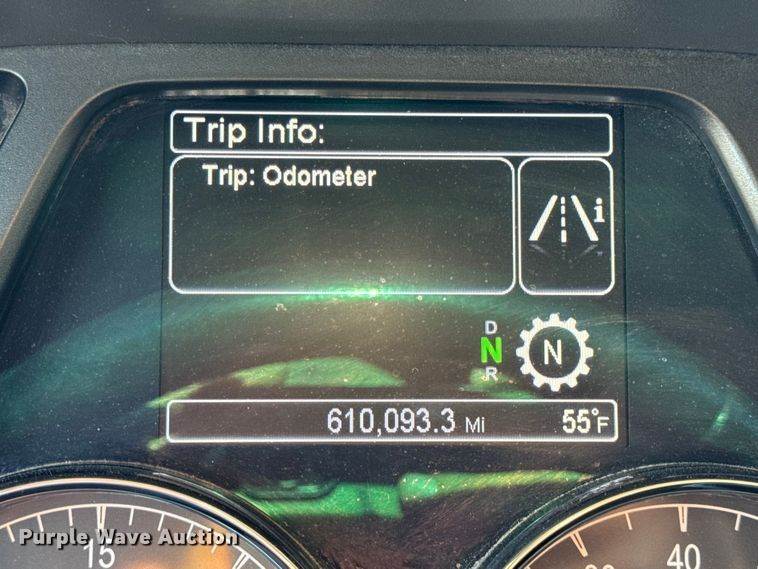 Trip Info:
Trip: Odometer
i
D
N
N
R
610,093.3 Mi 55°F
15
40
Purple Wave Auction